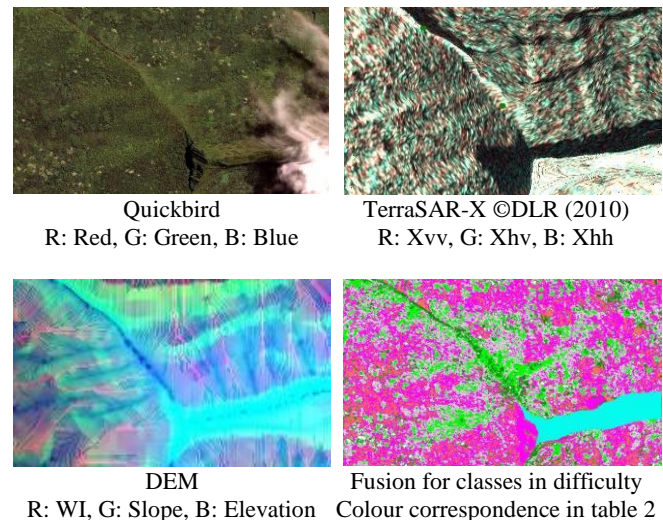 Quickbird
R: Red, G: Green, B: Blue
TerraSAR-X ©DLR (2010)
R: Xvv, G: Xhv, B: Xhh
DEM
R: WI, G: Slope, B: Elevation
Fusion for classes in difficulty
Colour correspondence in table 2